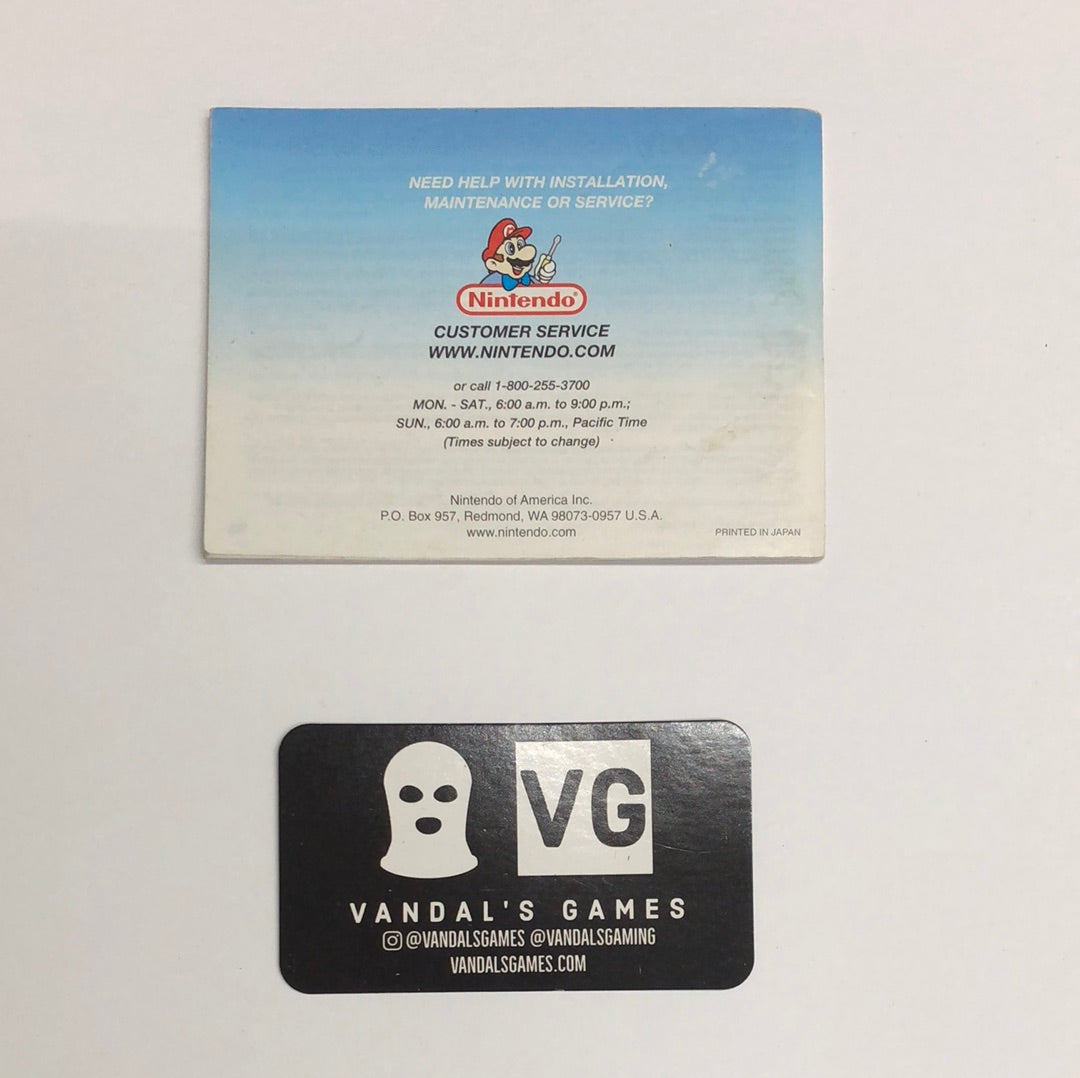 NEED HELP WITH INSTALLATION,
MAINTENANCE OR SERVICE?
Nintendo®
CUSTOMER SERVICE
WWW.NINTENDO.COM
or call 1-800-255-3700
MON. - SAT., 6:00 a.m. to 9:00 p.m.;
SUN., 6:00 a.m. to 7:00 p.m., Pacific Time
(Times subject to change)
Nintendo of America Inc.
P.O. Box 957, Redmond, WA 98073-0957 U.S.A.
www.nintendo.com
PRINTED IN JAPAN
VG
VANDAL'S GAMES
@VANDALSGAMES @VANDALSGAMING
VANDALSGAMES.COM